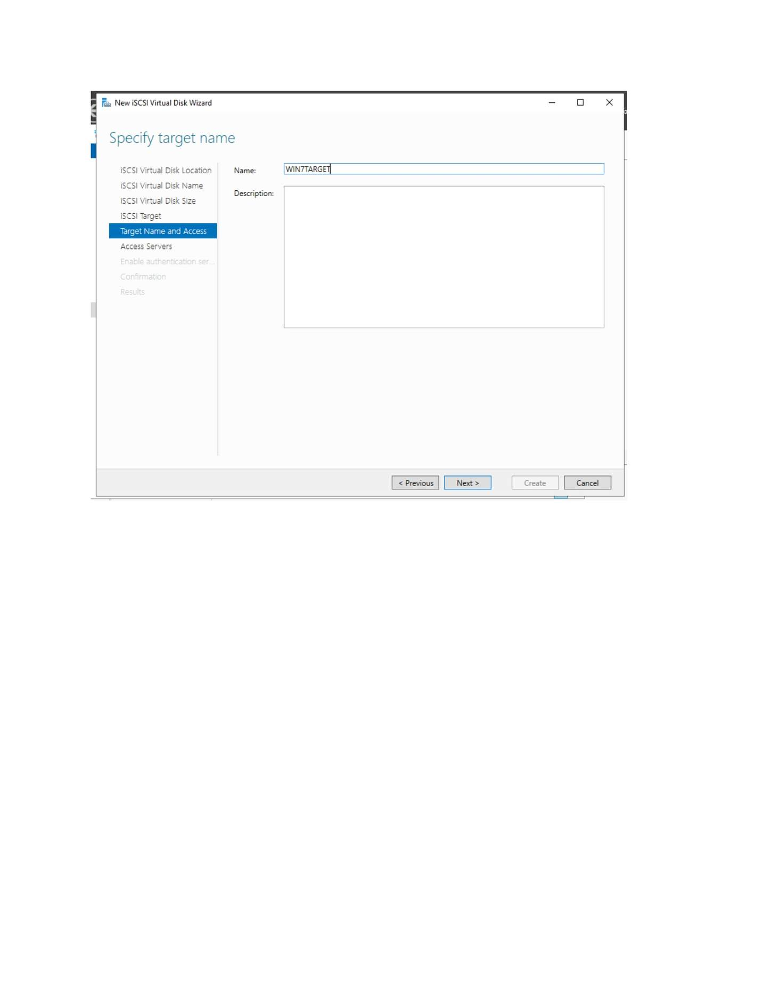 New iSCSI Virtual Disk Wizard
Specify target name
iSCSI Virtual Disk Location
iSCSI Virtual Disk Name
iSCSI Virtual Disk Size
iSCSI Target
Target Name and Access
Access Servers
Enable authentication ser...
Confirmation
Results
Name: WIN7TARGET
Description:
< Previous Next > Create Cancel